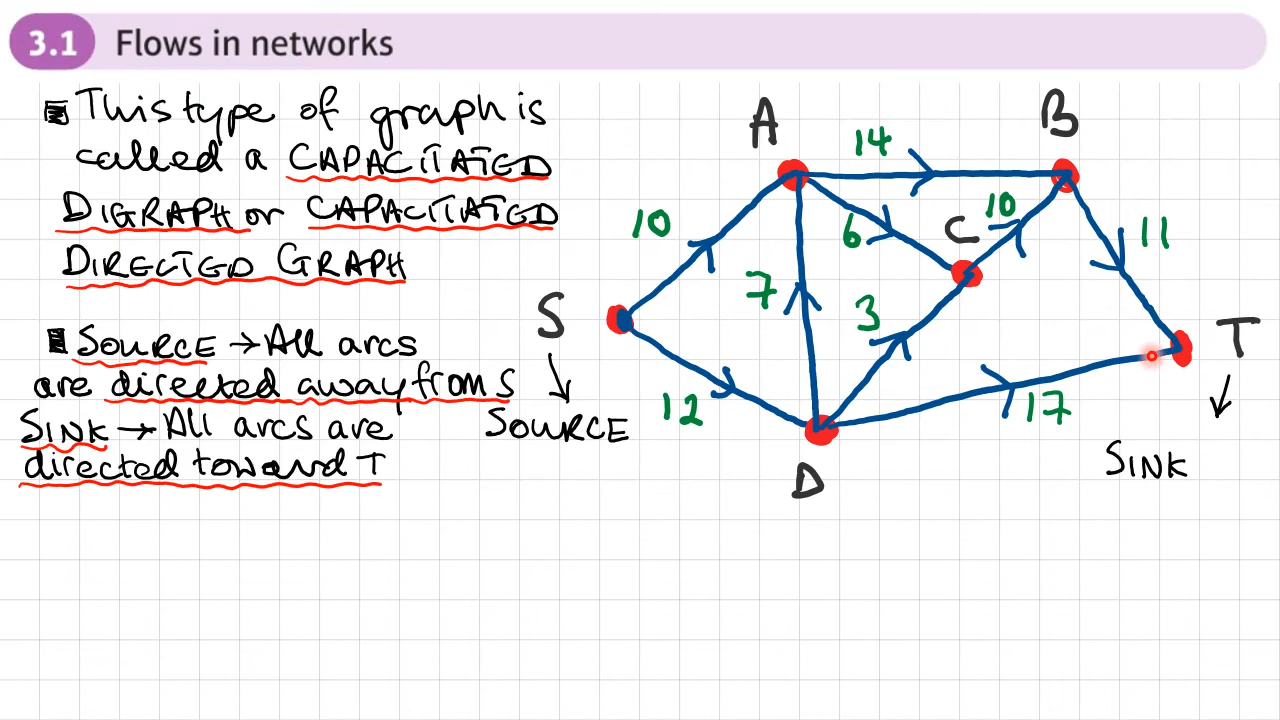 3.1 Flows in networks
This type of graph is
called a CAPACITATED
DIGRAPH or CAPACITATED
DIRECTED GRAPH
SOURCE → All arcs
are directed away from S
SINK → All arcs are
directed toward T
A
B
14
10
6
C
10
11
7
3
S
T
12
17
SOURCE
D
SINK